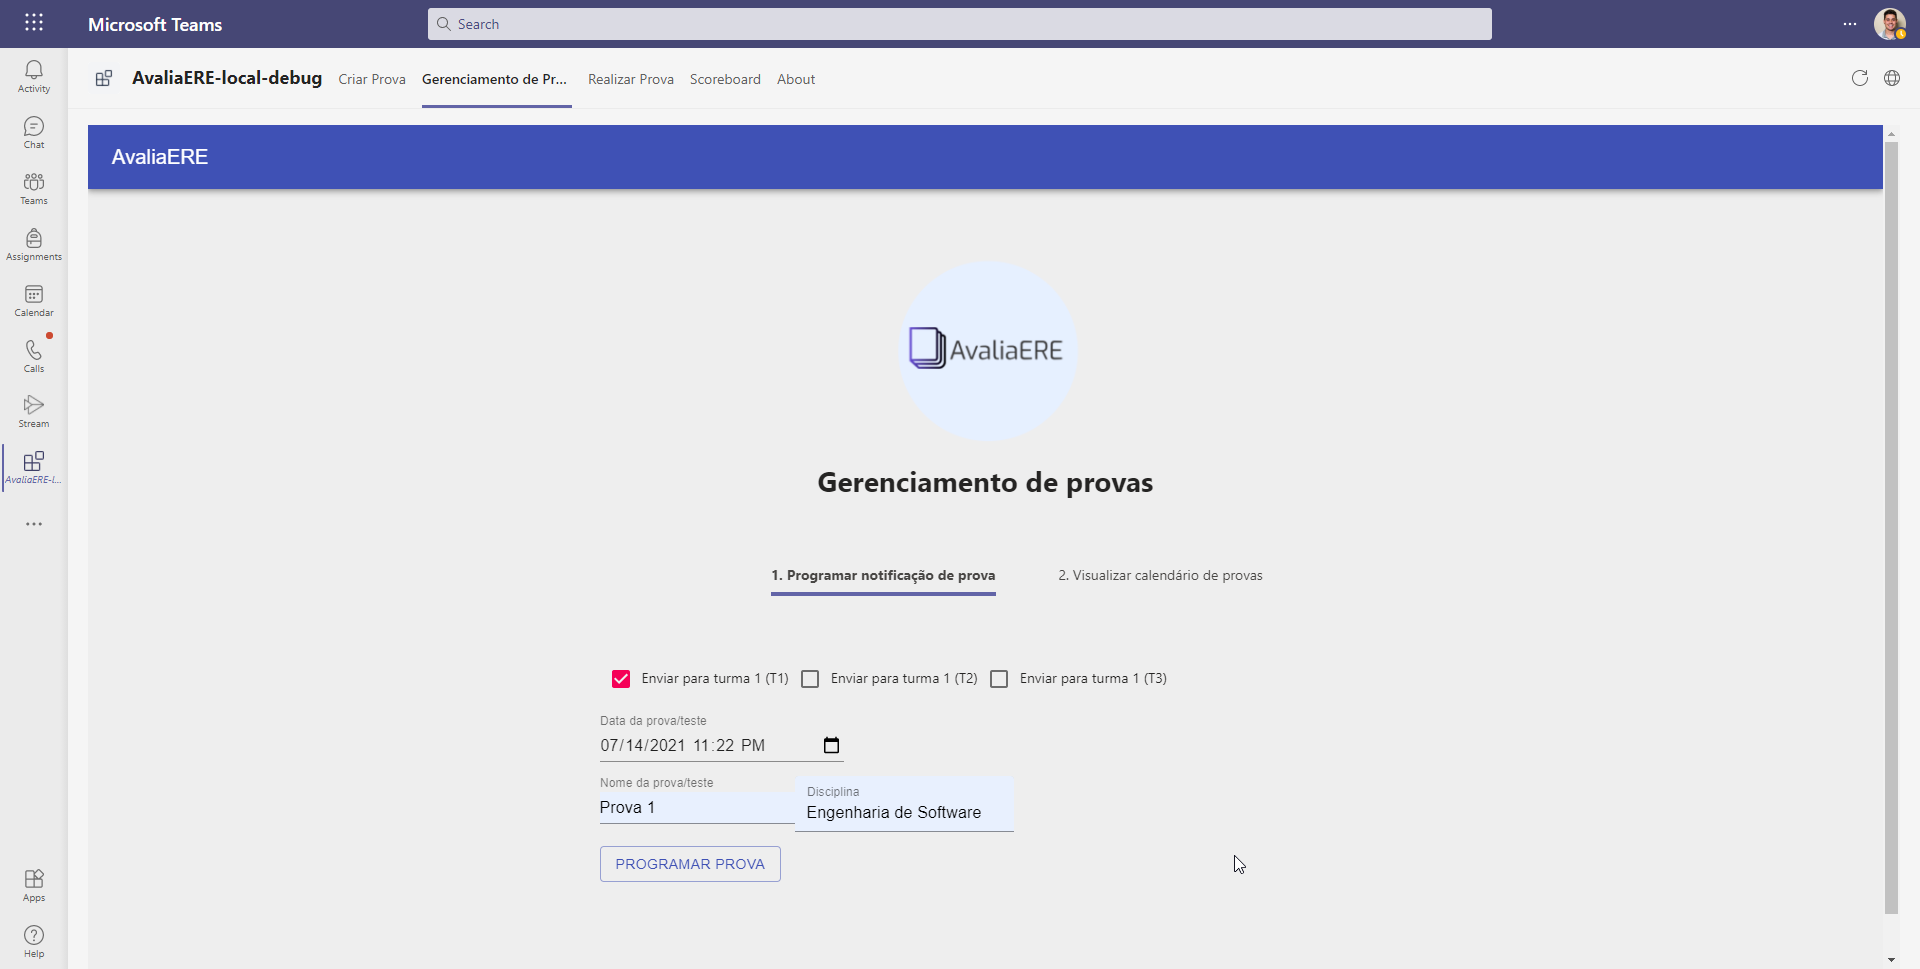 Microsoft Teams
Search
Activity
Chat
Teams
Assignments
Calendar
Calls
Stream
AvaliaERE-l...
Apps
Help
AvaliaERE-local-debug
Criar Prova
Gerenciamento de Pr...
Realizar Prova
Scoreboard
About
AvaliaERE
AvaliaERE
Gerenciamento de provas
1. Programar notificação de prova
2. Visualizar calendário de provas
Enviar para turma 1 (T1)
Enviar para turma 1 (T2)
Enviar para turma 1 (T3)
Data da prova/teste
07/14/2021 11:22 PM
Nome da prova/teste
Prova 1
Disciplina
Engenharia de Software
PROGRAMAR PROVA